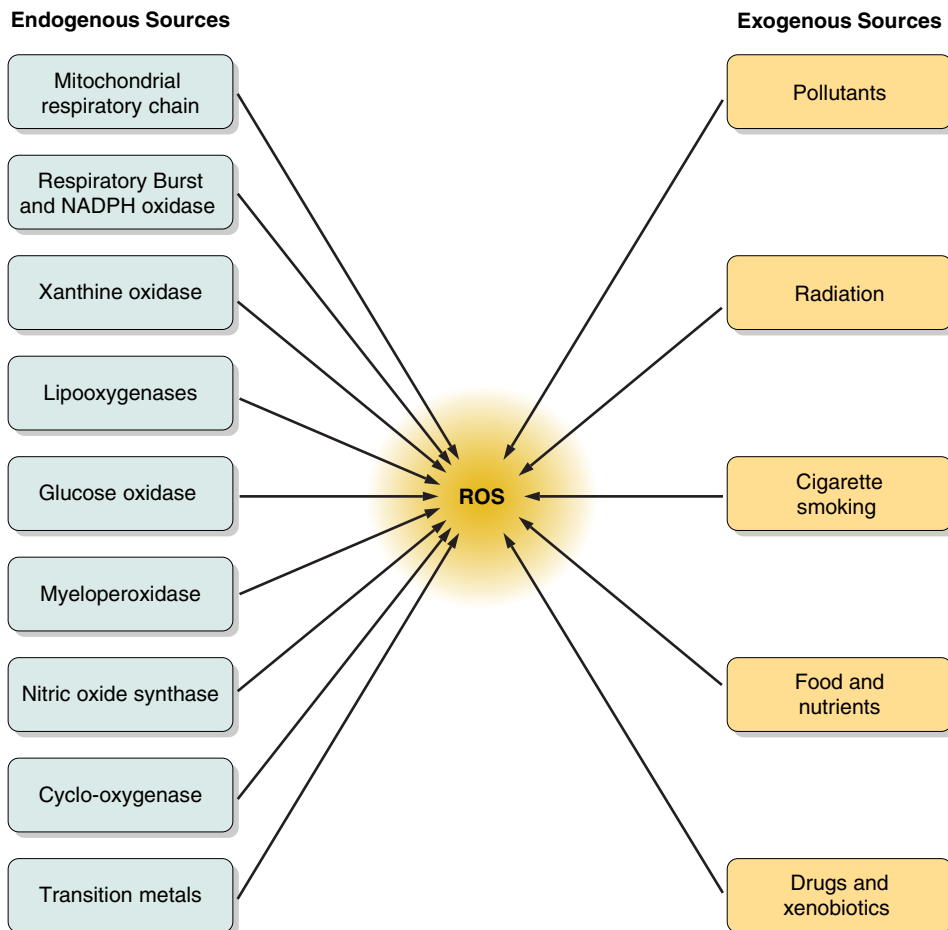 Endogenous Sources
Mitochondrial
respiratory chain
Respiratory Burst
and NADPH oxidase
Xanthine oxidase
Lipooxygenases
Glucose oxidase
Myeloperoxidase
Nitric oxide synthase
Cyclo-oxygenase
Transition metals
ROS
Exogenous Sources
Pollutants
Radiation
Cigarette
smoking
Food and
nutrients
Drugs and
xenobiotics